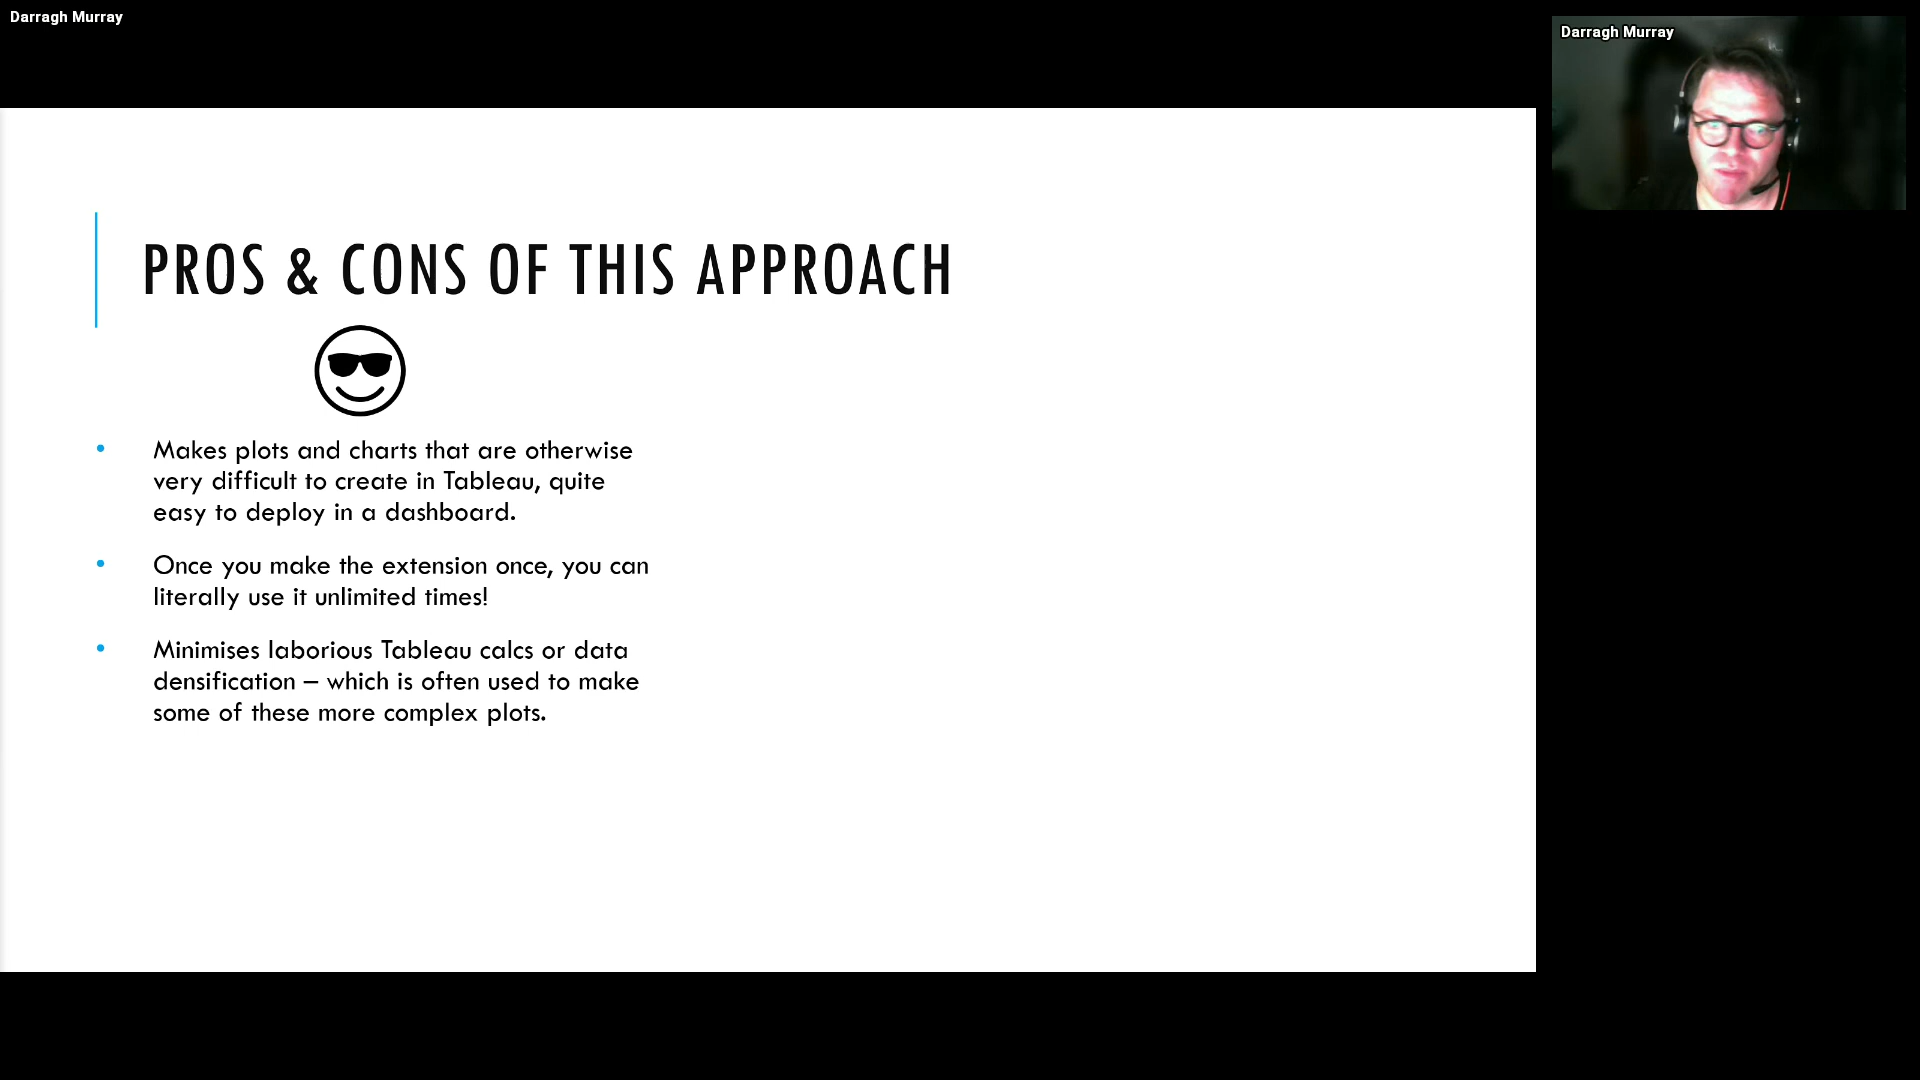 Darragh Murray
Darragh Murray
PROS & CONS OF THIS APPROACH
• Makes plots and charts that are otherwise
very difficult to create in Tableau, quite
easy to deploy in a dashboard.
• Once you make the extension once, you can
literally use it unlimited times!
• Minimises laborious Tableau calcs or data
densification – which is often used to make
some of these more complex plots.